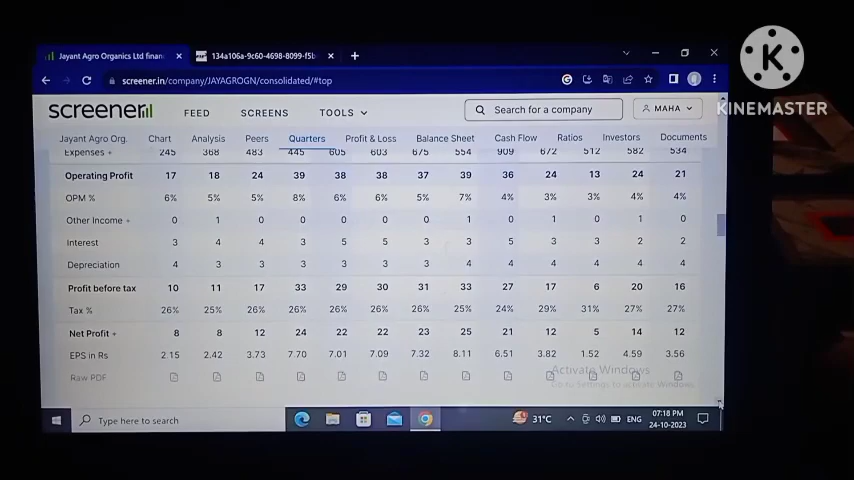 Jayant Agro Organics Ltd finan
134a106a-9c60-4698-8099-f5b
screener.in/company/JAYAGROGN/consolidated/#top
KINEMASTER
screener
FEED
SCREENS
TOOLS
Search for a company
MAHA
Jayant Agro Org.
Chart
Analysis
Peers
Quarters
Profit & Loss
Balance Sheet
Cash Flow
Ratios
Investors
Documents
Expenses + 245 368 483 445 605 603 675 554 909 672 512 582 534
Operating Profit 17 18 24 39 38 38 37 39 36 24 13 24 21
OPM % 6% 5% 5% 8% 6% 6% 5% 7% 4% 3% 3% 4% 4%
Other Income + 0 1 0 0 0 0 0 1 0 1 0 1 0
Interest 3 4 4 3 5 5 3 3 5 3 3 2 2
Depreciation 4 3 3 3 3 3 3 4 4 4 4 4 4
Profit before tax 10 11 17 33 29 30 31 33 27 17 6 20 16
Tax % 26% 25% 26% 26% 26% 26% 26% 25% 24% 29% 31% 27% 27%
Net Profit + 8 8 12 24 22 22 23 25 21 12 5 14 12
EPS in Rs 2.15 2.42 3.73 7.70 7.01 7.09 7.32 8.11 6.51 3.82 1.52 4.59 3.56
Raw PDF
Activate Windows
Go to Settings to activate Windows.
Type here to search
31°C
ENG
07:18 PM
24-10-2023